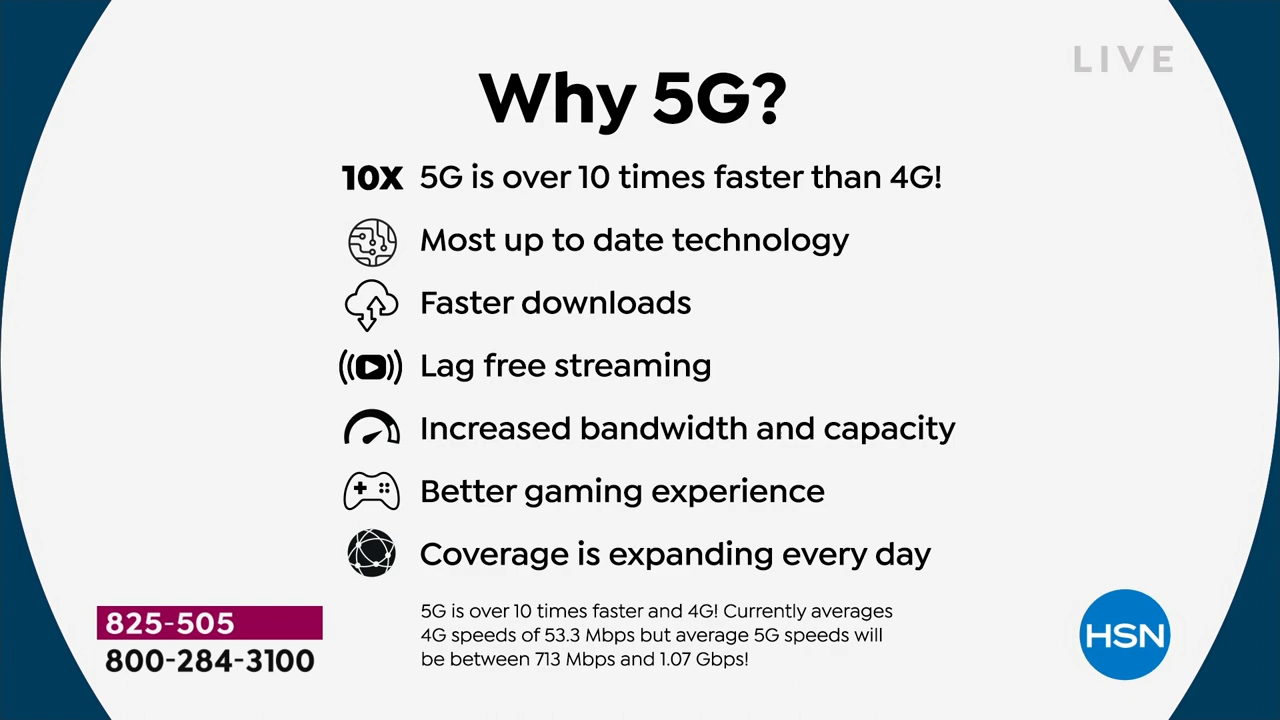 LIVE
Why 5G?
10X 5G is over 10 times faster than 4G!
Most up to date technology
Faster downloads
Lag free streaming
Increased bandwidth and capacity
Better gaming experience
Coverage is expanding every day
5G is over 10 times faster and 4G! Currently averages
4G speeds of 53.3 Mbps but average 5G speeds will
be between 713 Mbps and 1.07 Gbps!
825-505
800-284-3100
HSN